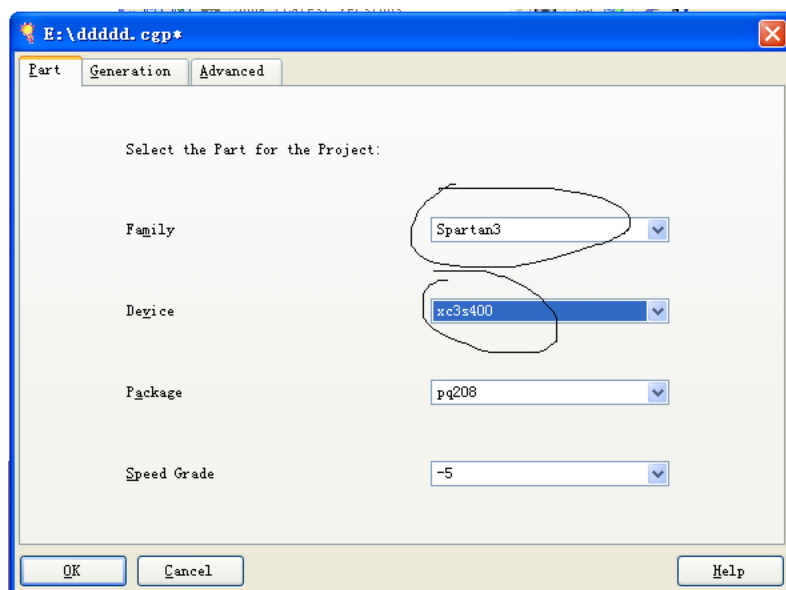 E:\ddddd.cgp*
Part Generation Advanced
Select the Part for the Project:
Family Spartan3
Device xc3s400
Package pq208
Speed Grade -5
OK Cancel Help